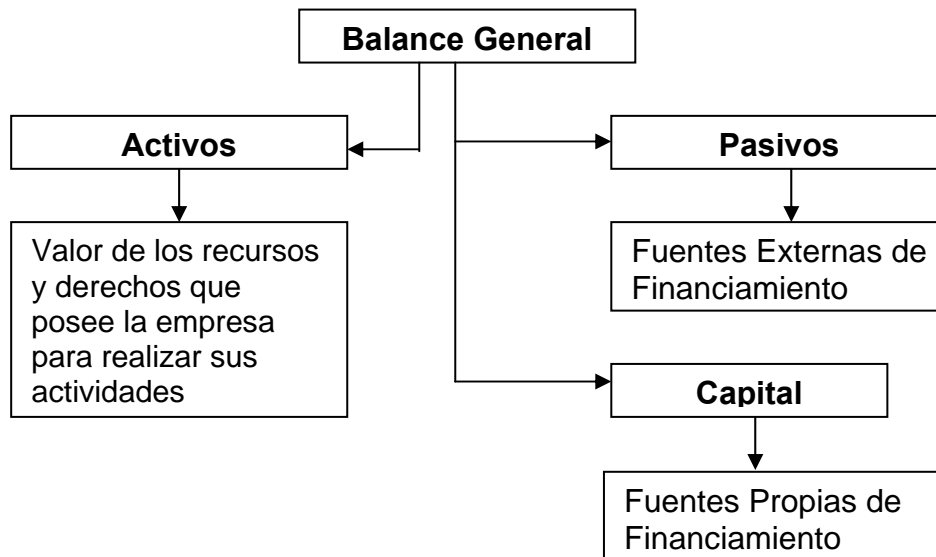 Balance General
Activos
Pasivos
Valor de los recursos
y derechos que
posee la empresa
para realizar sus
actividades
Fuentes Externas de
Financiamiento
Capital
Fuentes Propias de
Financiamiento